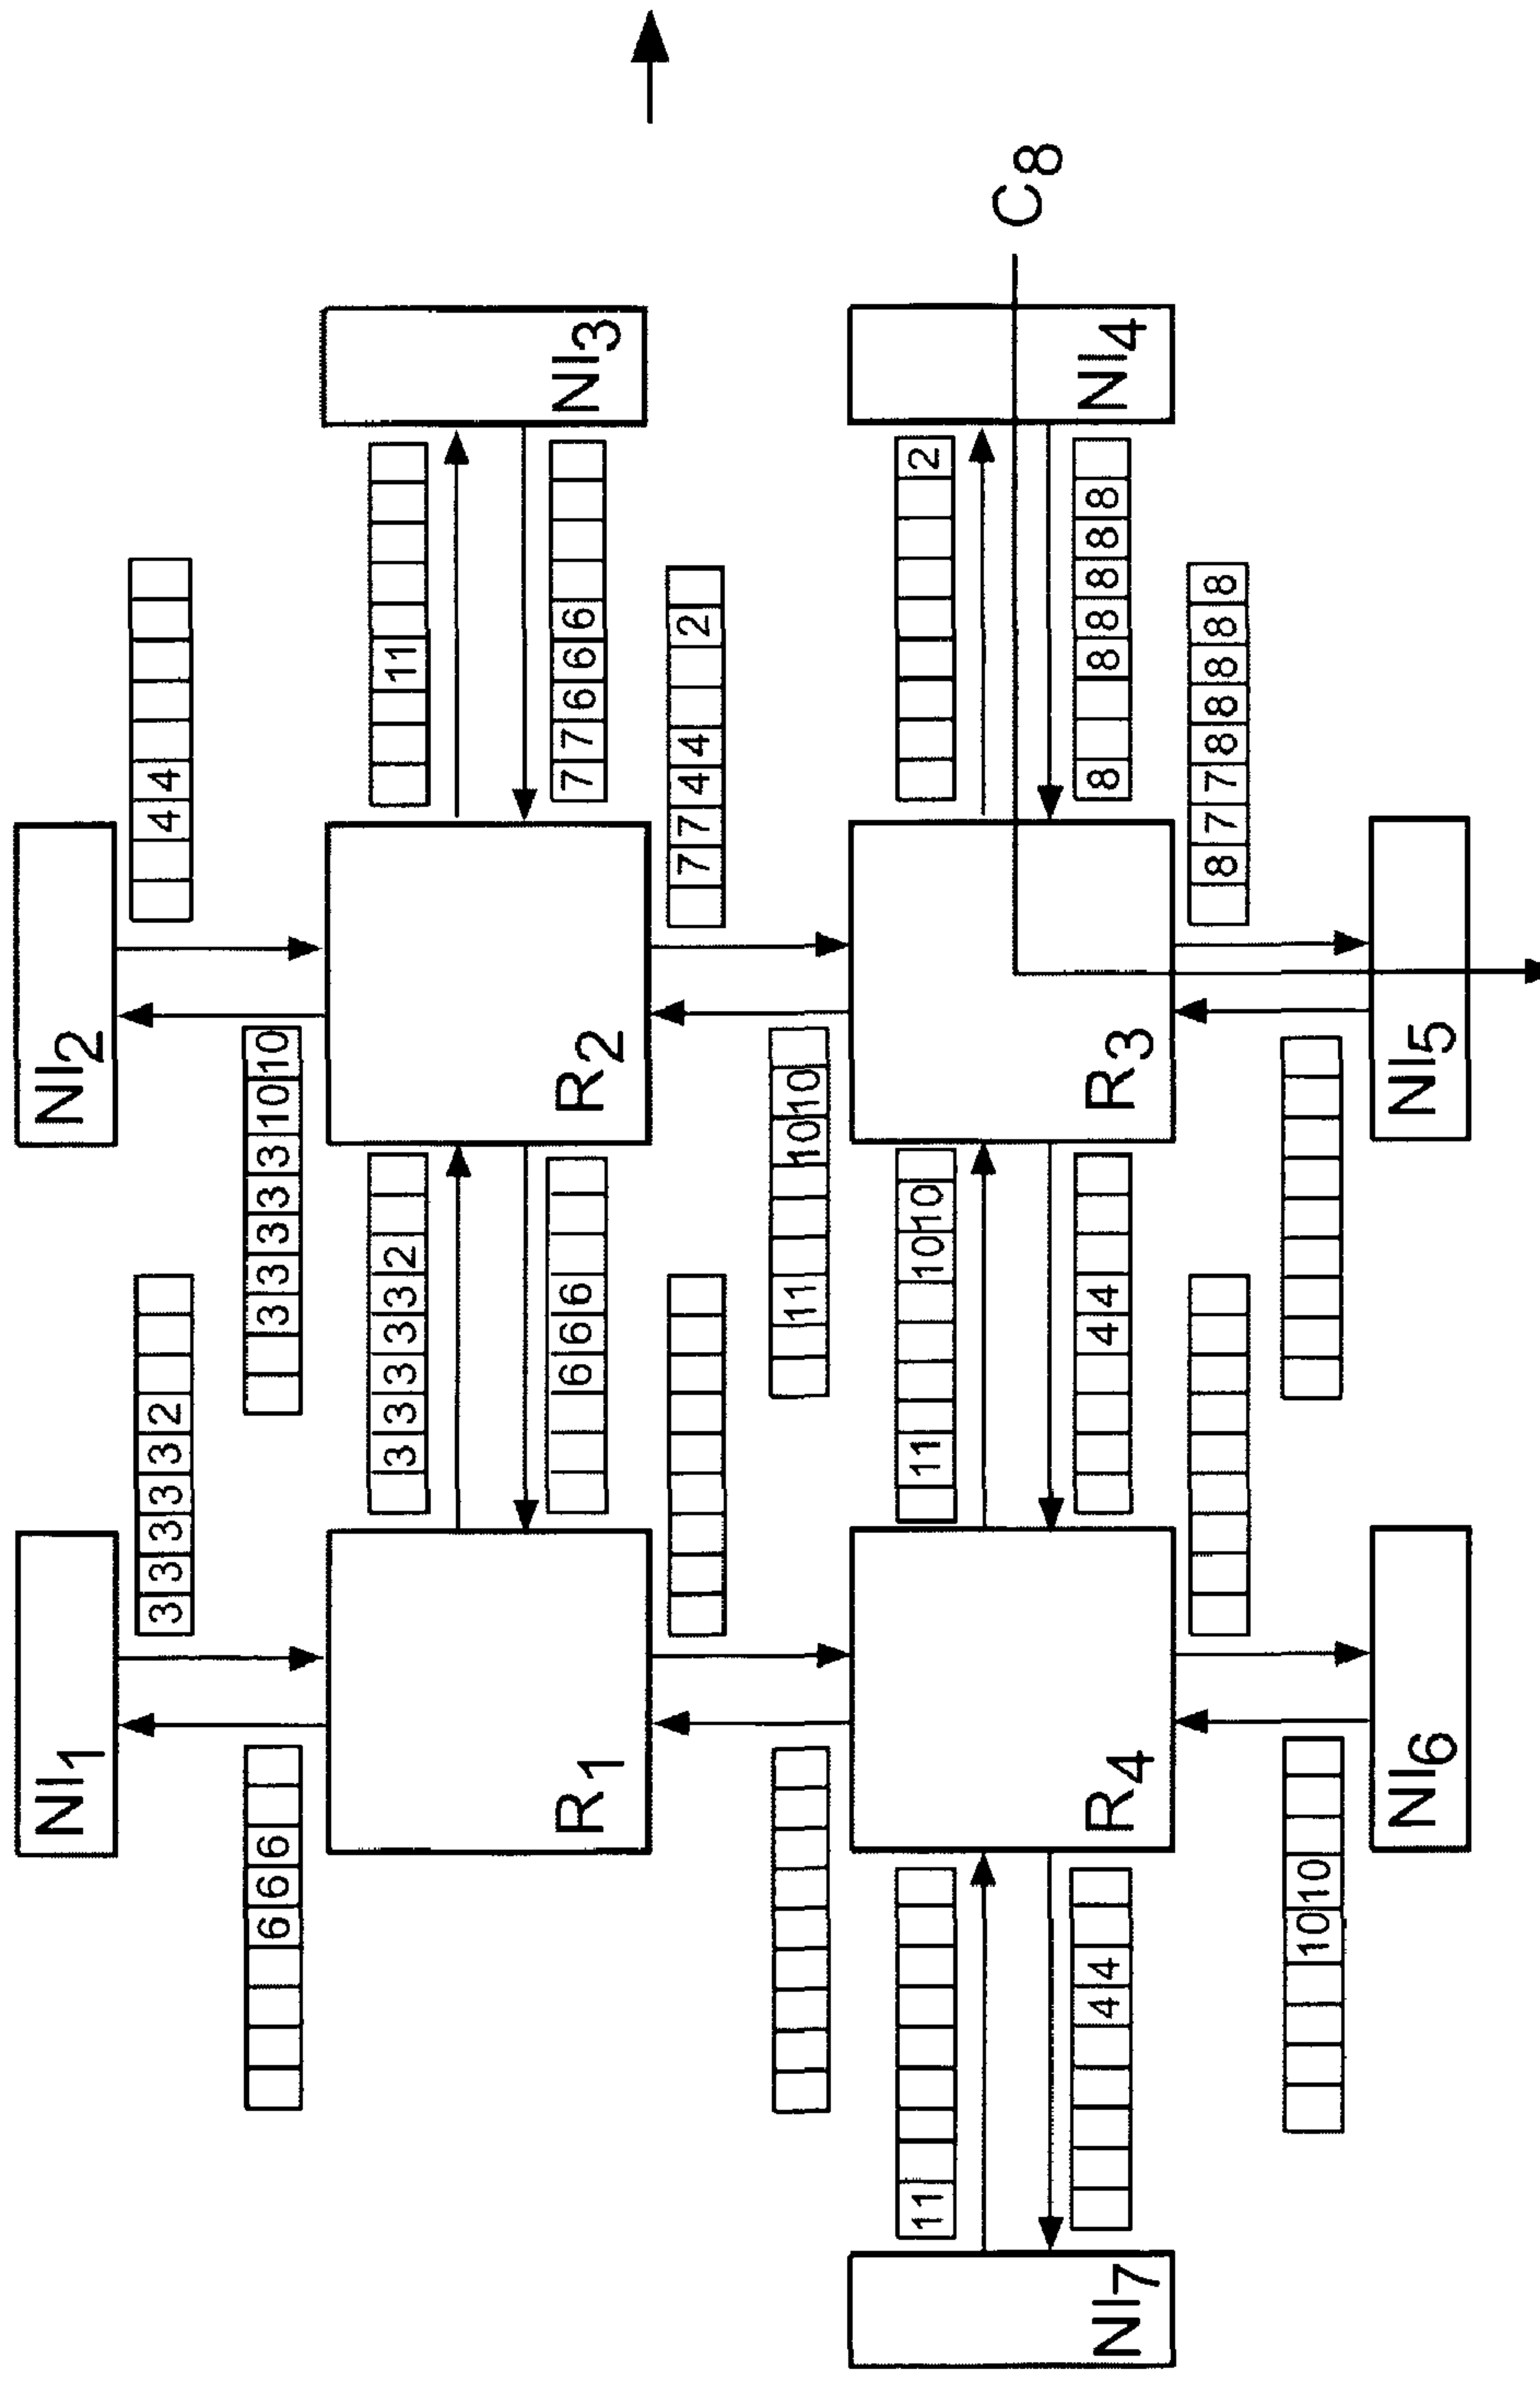 NI1 NI2
3 3 3 3 3 2
4 4
6 6 6
3 3 3 3 3 10 10
3 3 3 3 3 2
11
6 6 6
7 7 6 6 6
R1 R2 NI3
7 7 4 4 2
11 10 10
11
11 10 10
2
C8
4 4
4 4
8 8 8 8 8 8
NI7 R4 R3 NI4
8 7 7 8 8 8 8 8
10 10
NI6 NI5